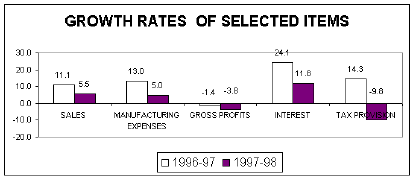 GROWTH RATES OF SELECTED ITEMS
30.0
20.0
10.0
0.0
-10.0
-20.0
11.1 5.5
13.0 5.0
-1.4 -3.8
24.1 11.8
14.3 -9.8
SALES
MANUFACTURING
EXPENSES
GROSS PROFITS
INTEREST
TAX PROVISION
1996-97 1997-98